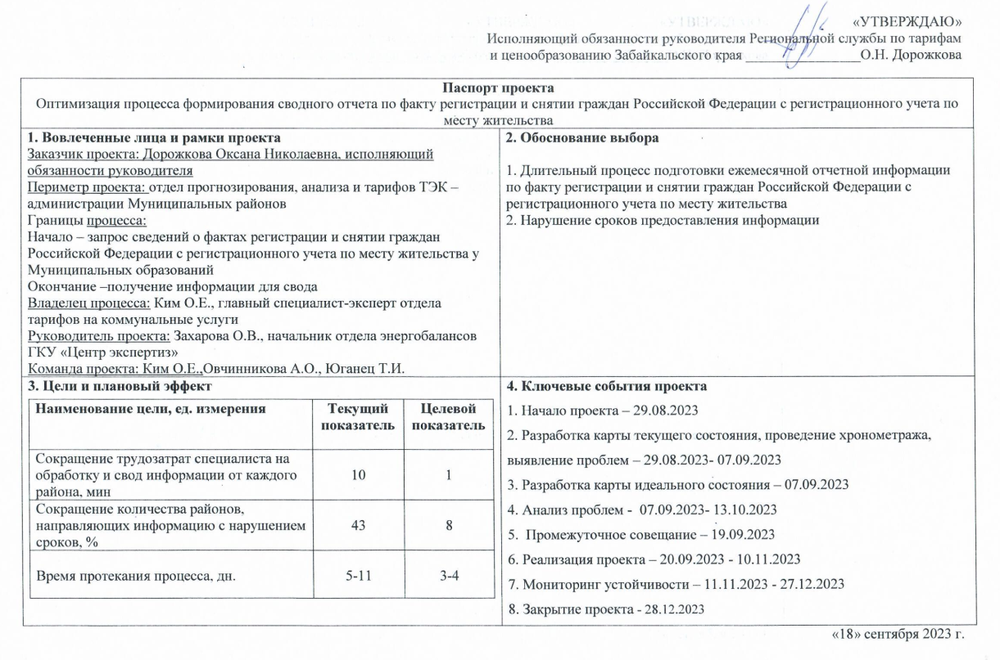 «УТВЕРЖДАЮ»
Исполняющий обязанности руководителя Региональной службы по тарифам
и ценообразованию Забайкальского края ________________О.Н. Дорожкова
Паспорт проекта
Оптимизация процесса формирования сводного отчета по факту регистрации и снятии граждан Российской Федерации с регистрационного учета по
месту жительства
1. Вовлеченные лица и рамки проекта
Заказчик проекта: Дорожкова Оксана Николаевна, исполняющий
обязанности руководителя
Периметр проекта: отдел прогнозирования, анализа и тарифов ТЭК –
администрации Муниципальных районов
Границы процесса:
Начало – запрос сведений о фактах регистрации и снятии граждан
Российской Федерации с регистрационного учета по месту жительства у
Муниципальных образований
Окончание –получение информации для свода
Владелец процесса: Ким О.Е., главный специалист-эксперт отдела
тарифов на коммунальные услуги
Руководитель проекта: Захарова О.В., начальник отдела энергобалансов
ГКУ «Центр экспертиз»
Команда проекта: Ким О.Е.,Овчинникова А.О., Юганец Т.И.
2. Обоснование выбора
1. Длительный процесс подготовки ежемесячной отчетной информации
по факту регистрации и снятии граждан Российской Федерации с
регистрационного учета по месту жительства
2. Нарушение сроков предоставления информации
3. Цели и плановый эффект
Наименование цели, ед. измерения
Текущий
показатель
Целевой
показатель
Сокращение трудозатрат специалиста на
обработку и свод информации от каждого
района, мин
10
1
Сокращение количества районов,
направляющих информацию с нарушением
сроков, %
43
8
Время протекания процесса, дн.
5-11
3-4
4. Ключевые события проекта
1. Начало проекта – 29.08.2023
2. Разработка карты текущего состояния, проведение хронометража,
выявление проблем – 29.08.2023- 07.09.2023
3. Разработка карты идеального состояния – 07.09.2023
4. Анализ проблем - 07.09.2023- 13.10.2023
5. Промежуточное совещание – 19.09.2023
6. Реализация проекта – 20.09.2023 - 10.11.2023
7. Мониторинг устойчивости – 11.11.2023 - 27.12.2023
8. Закрытие проекта - 28.12.2023
«18» сентября 2023 г.